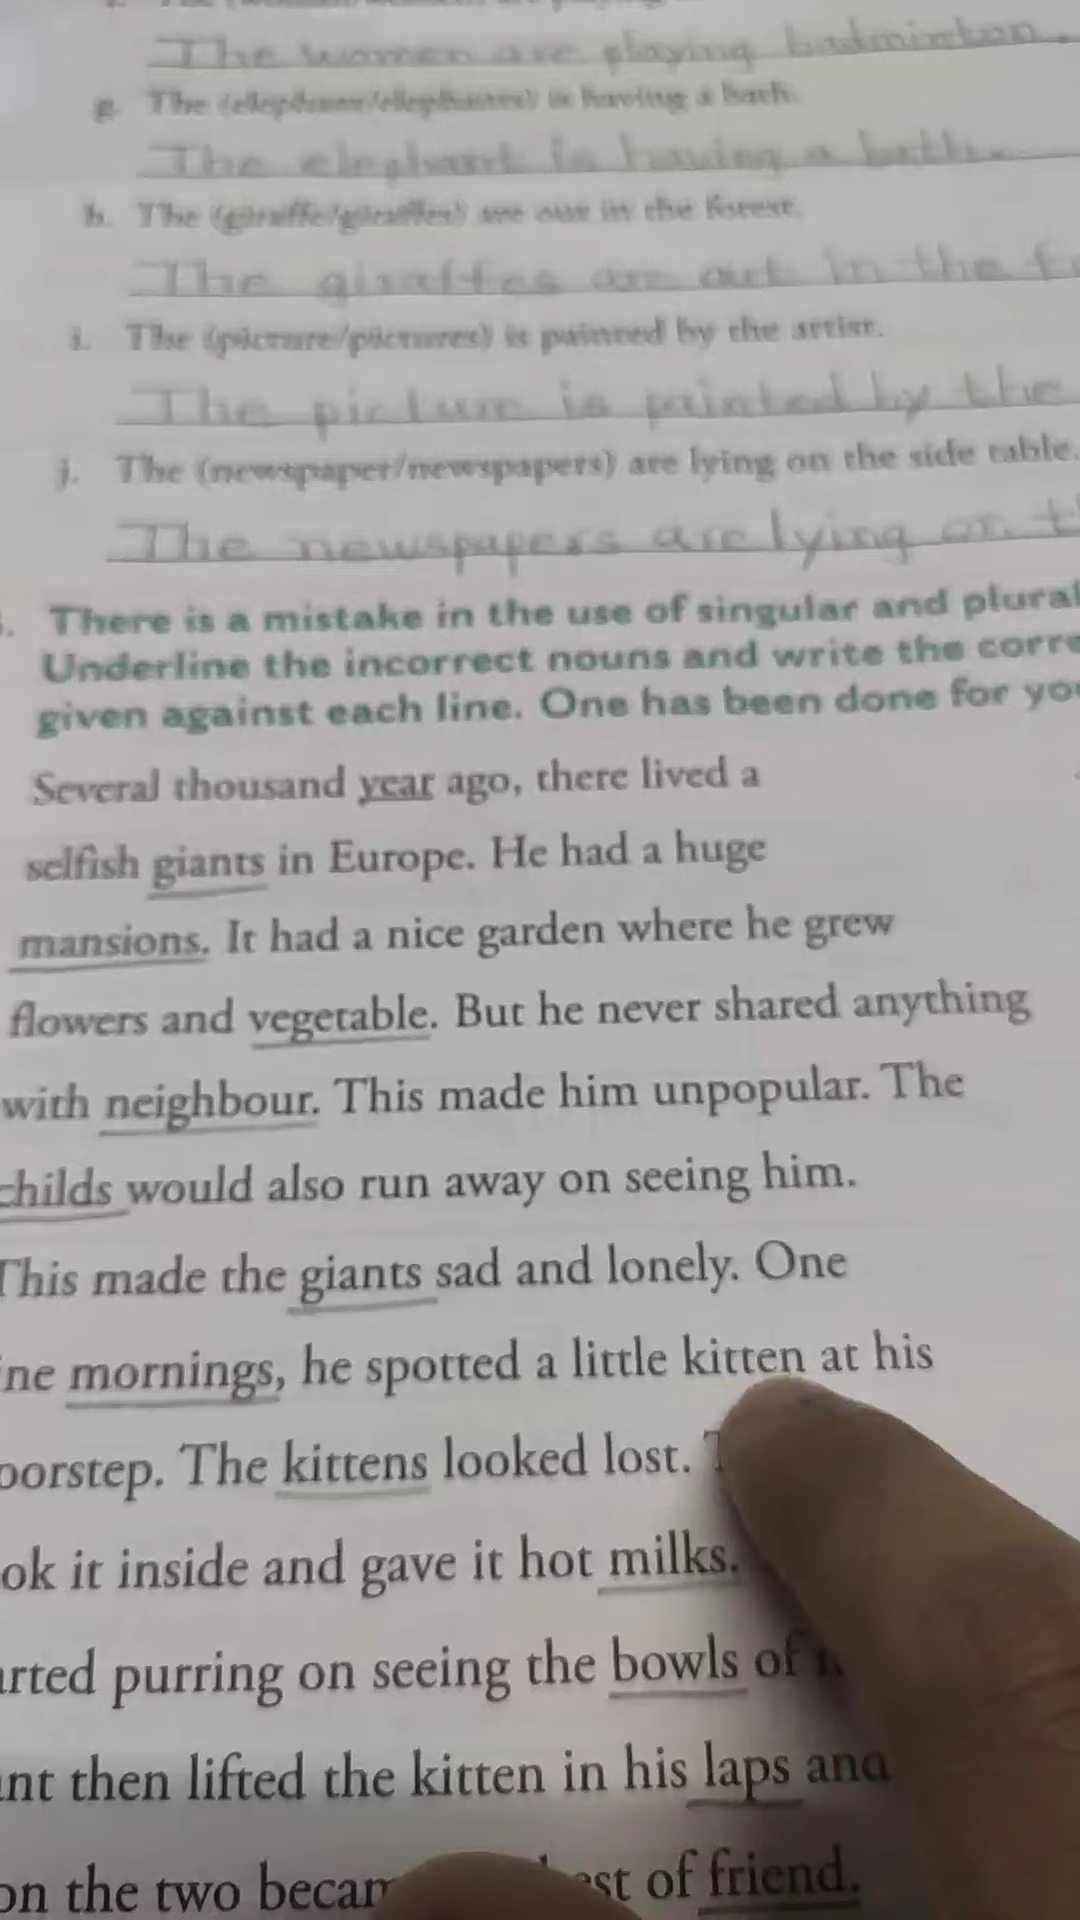 The women are playing badminton.
g. The (elephant/elephants) is having a bath.
The elephant is having a bath.
h. The (giraffe/giraffes) are out in the forest.
The giraffes are out in the
i. The (picture/pictures) is painted by the artist.
The picture is painted by the
j. The (newspaper/newspapers) are lying on the side table.
The newspapers are lying on
There is a mistake in the use of singular and plural
Underline the incorrect nouns and write the corre
given against each line. One has been done for yo
Several thousand year ago, there lived a
selfish giants in Europe. He had a huge
mansions. It had a nice garden where he grew
flowers and vegetable. But he never shared anything
with neighbour. This made him unpopular. The
childs would also run away on seeing him.
This made the giants sad and lonely. One
ine mornings, he spotted a little kitten at his
oorstep. The kittens looked lost.
ok it inside and gave it hot milks.
arted purring on seeing the bowls of
ant then lifted the kitten in his laps and
on the two becam est of friend.